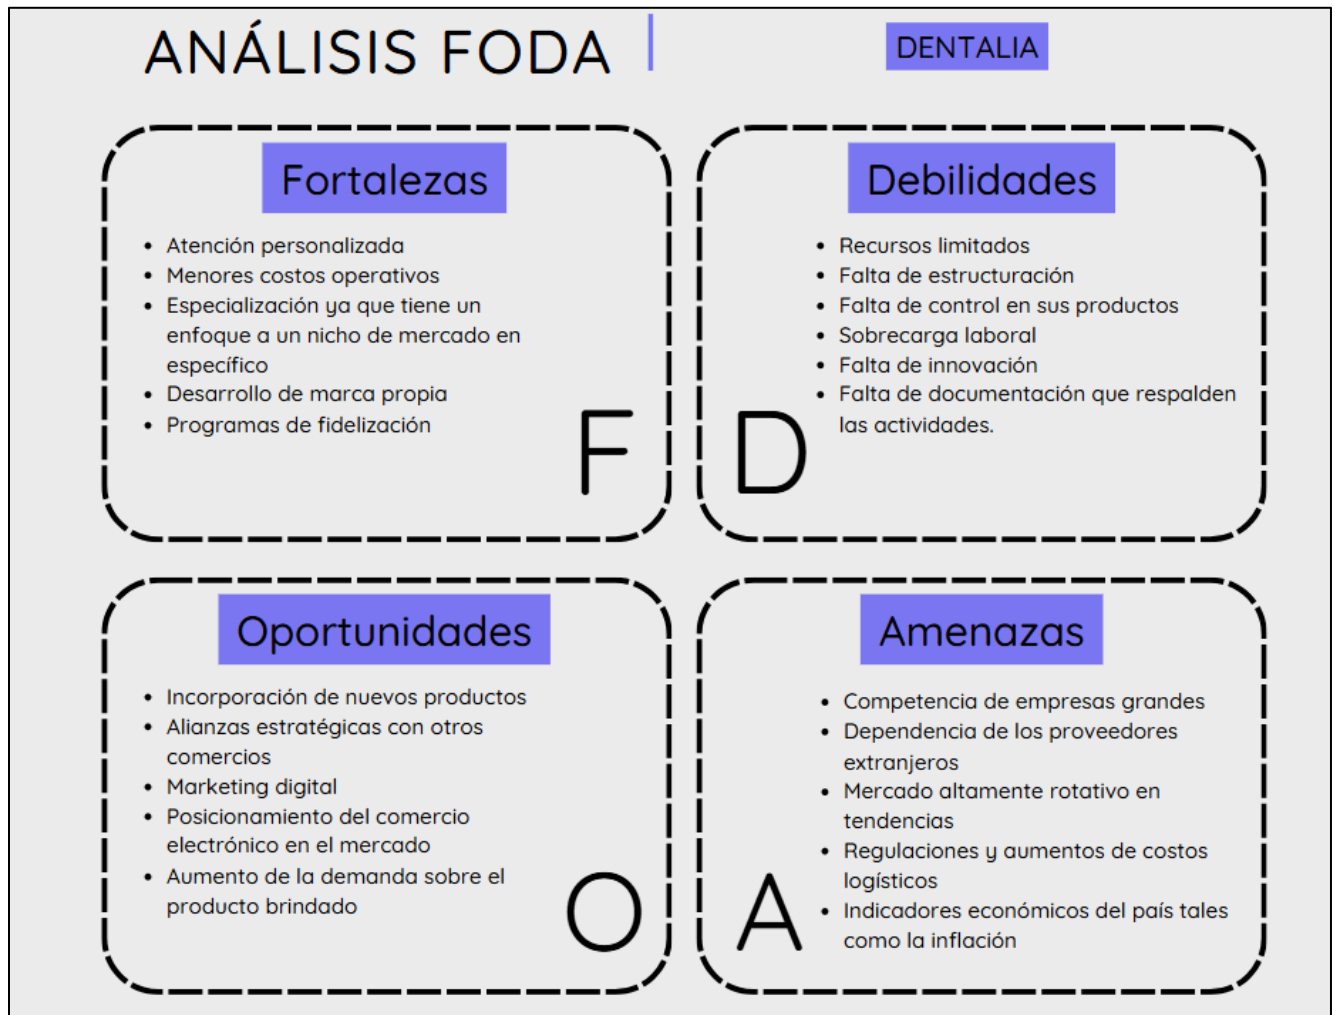 ANÁLISIS FODA
DENTALIA
Fortalezas
• Atención personalizada
• Menores costos operativos
• Especialización ya que tiene un
enfoque a un nicho de mercado en
específico
• Desarrollo de marca propia
• Programas de fidelización
F
Debilidades
• Recursos limitados
• Falta de estructuración
• Falta de control en sus productos
• Sobrecarga laboral
• Falta de innovación
• Falta de documentación que respalden
las actividades.
D
Oportunidades
• Incorporación de nuevos productos
• Alianzas estratégicas con otros
comercios
• Marketing digital
• Posicionamiento del comercio
electrónico en el mercado
• Aumento de la demanda sobre el
producto brindado
O
Amenazas
• Competencia de empresas grandes
• Dependencia de los proveedores
extranjeros
• Mercado altamente rotativo en
tendencias
• Regulaciones y aumentos de costos
logísticos
• Indicadores económicos del país tales
como la inflación
A